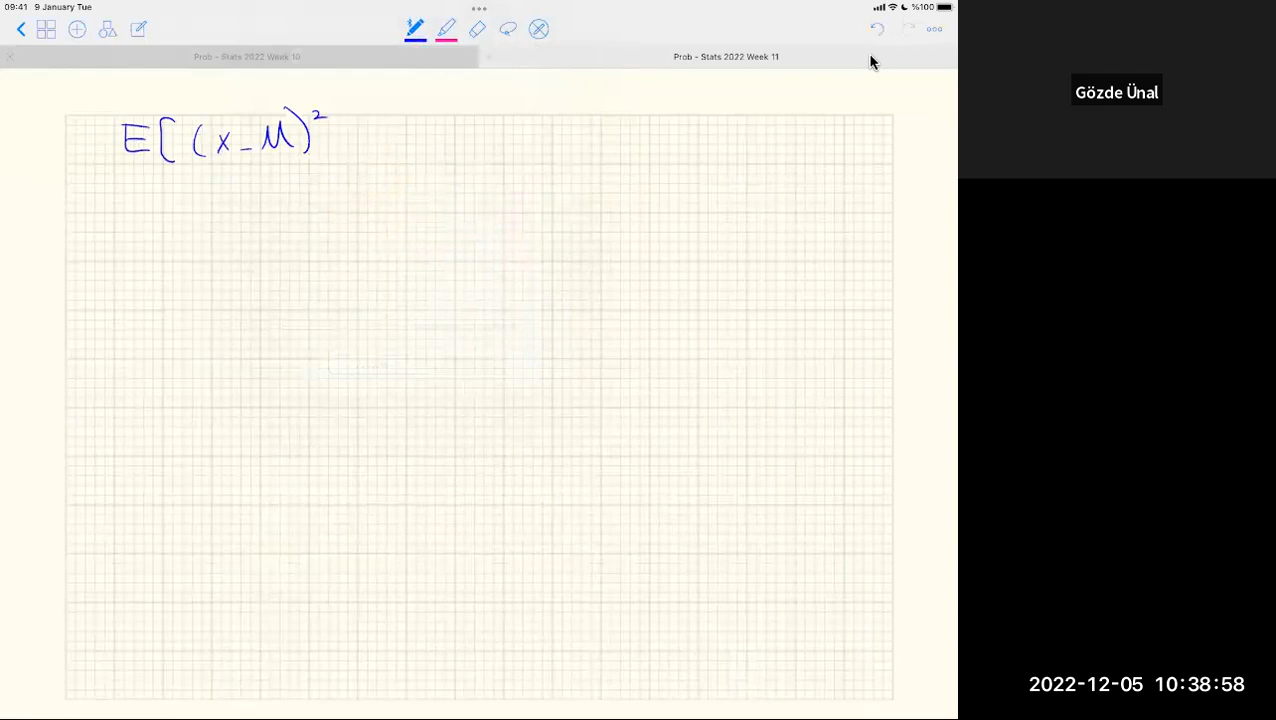 09:41 9 January Tue
%100
Prob - Stats 2022 Week 10
Prob - Stats 2022 Week 11
E[(x-μ)²
Gözde Ünal
2022-12-05 10:38:58